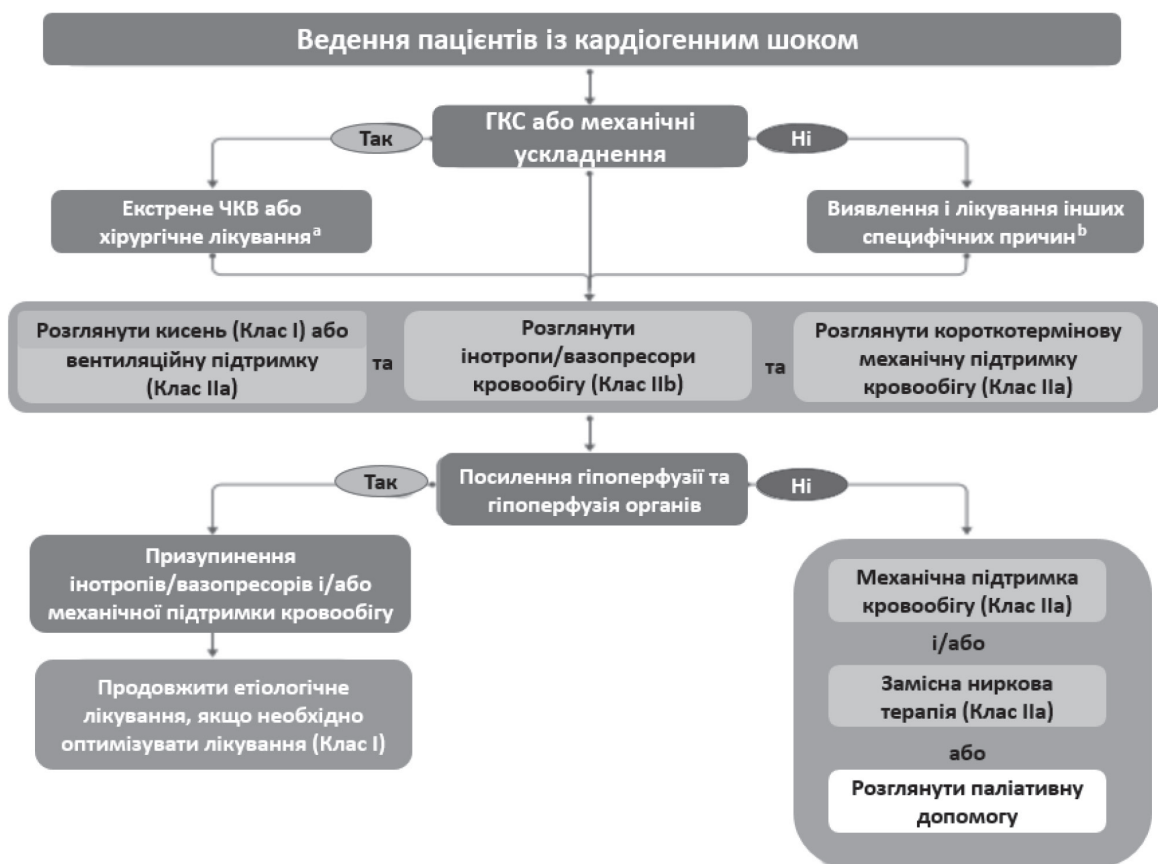 Ведення пацієнтів із кардіогенним шоком
ГКС або механічні
ускладнення
Так
Ні
Екстрене ЧКВ або
хірургічне лікуванняᵃ
Виявлення і лікування інших
специфічних причинᵇ
Розглянути кисень (Клас I) або
вентиляційну підтримку
(Клас IIa)
та
Розглянути
інотропи/вазопресори
кровообігу (Клас IIb)
та
Розглянути короткотермінову
механічну підтримку
кровообігу (Клас IIa)
Посилення гіпоперфузії та
гіпоперфузія органів
Так
Ні
Призупинення
інотропів/вазопресорів і/або
механічної підтримки кровообігу
Продовжити етіологічне
лікування, якщо необхідно
оптимізувати лікування (Клас I)
Механічна підтримка
кровообігу (Клас IIa)
і/або
Замісна ниркова
терапія (Клас IIa)
або
Розглянути паліативну
допомогу